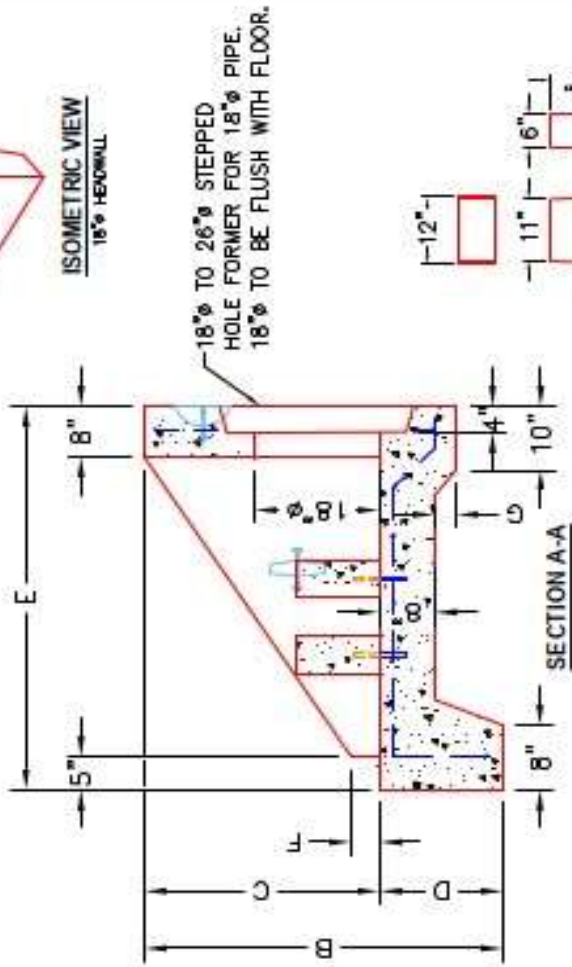 ISOMETRIC VIEW
18"ø HEADWALL
18"ø TO 26"ø STEPPED
HOLE FORMER FOR 18"ø PIPE.
18"ø TO BE FLUSH WITH FLOOR.
E
8"
5"
12"
6"
11"
18"ø
F
C
B
D
8"
4"
10"
G
8"
SECTION A-A